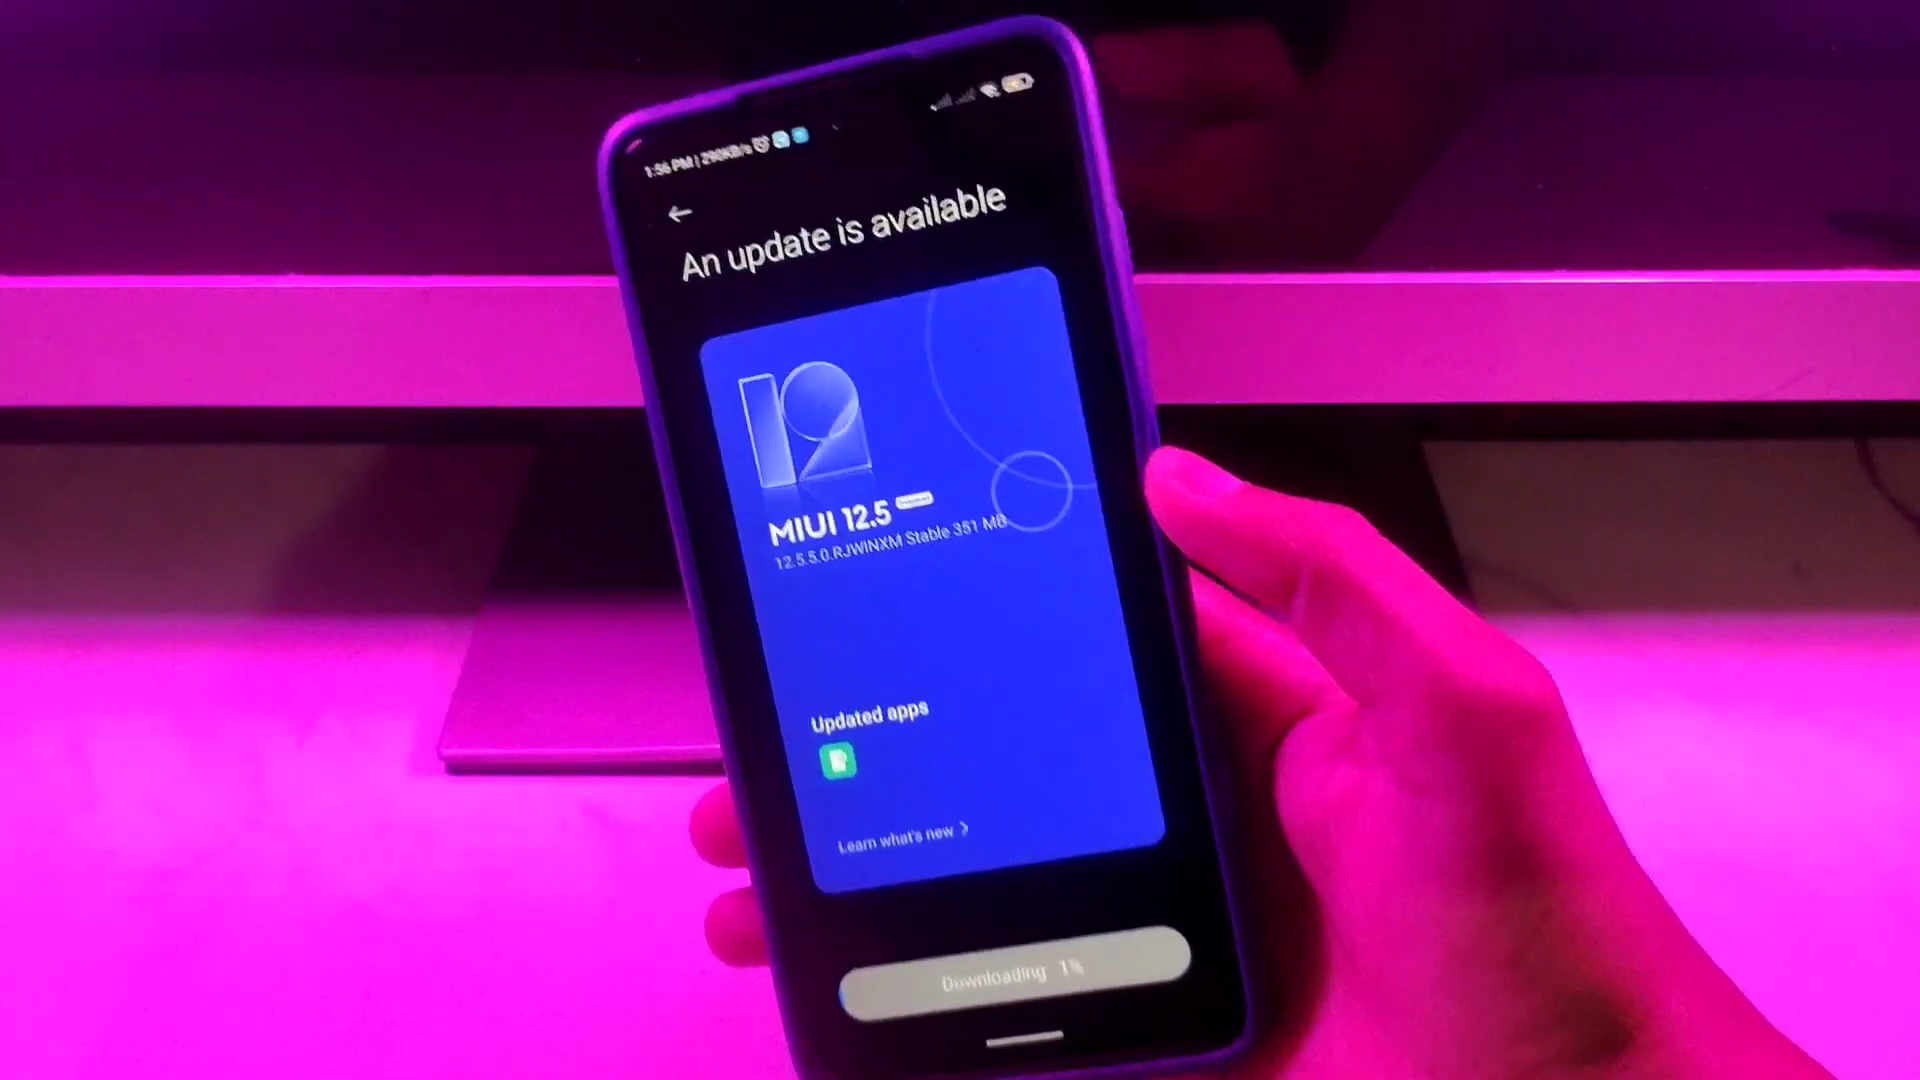 1:56 PM | 290KB/s
An update is available
12
MIUI 12.5
12.5.5.0.RJWINXM Stable 351 MB
Updated apps
Learn what's new >
Downloading 1%